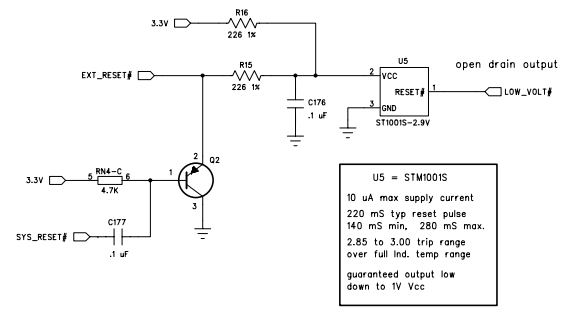 R16
3.3V
226 1%
U5
open drain output
EXT_RESET#
R15
226 1%
2
VCC
RESET#
1
LOW_VOLT#
C176
.1 uF
3
GND
ST1001S-2.9V
2
Q2
3.3V
5
RN4-C
6
1
4.7K
3
C177
SYS_RESET#
.1 uF
U5 = STM1001S
10 uA max supply current
220 mS typ reset pulse
140 mS min, 280 mS max.
2.85 to 3.00 trip range
over full Ind. temp range
guaranteed output low
down to 1V Vcc